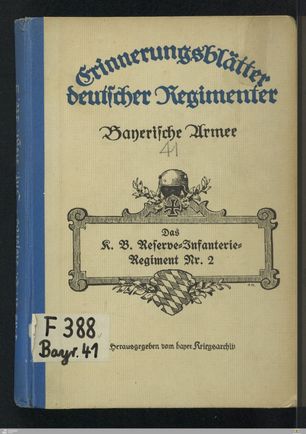 Erinnerungsblätter
deutscher Regimenter
Bayerische Armee
41
Das
K. B. Reserve=Infanterie=
Regiment Nr. 2
F 388
Bayr. 41
Herausgegeben vom bayer. Kriegsarchiv